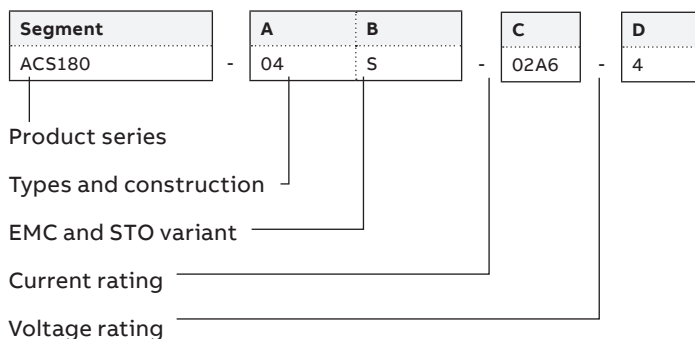 Segment A B C D
ACS180 - 04 S - 02A6 - 4
Product series
Types and construction
EMC and STO variant
Current rating
Voltage rating